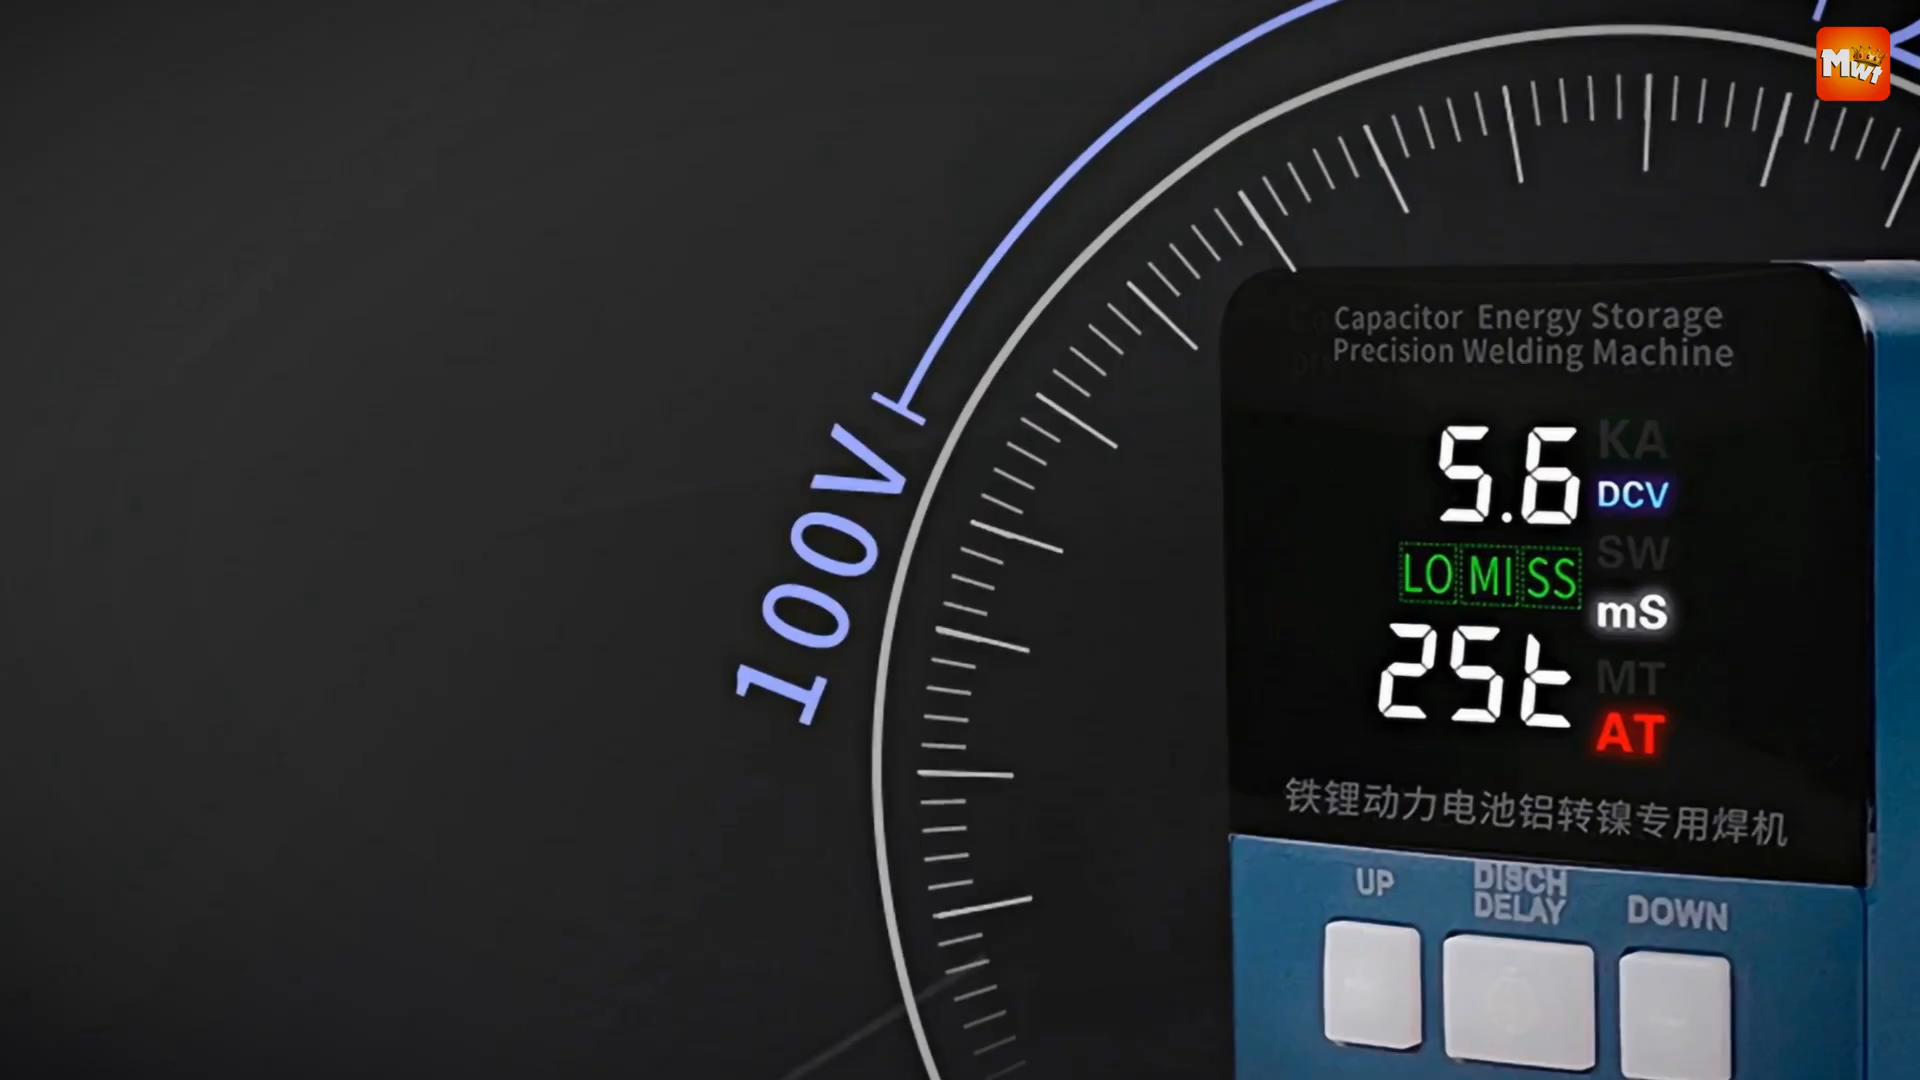 Mwt
100V
Capacitor Energy Storage
Precision Welding Machine
5.6
KA
DCV
LO MI SS
SW
mS
25t
MT
AT
铁锂动力电池铝转镍专用焊机
UP
DISCH
DELAY
DOWN